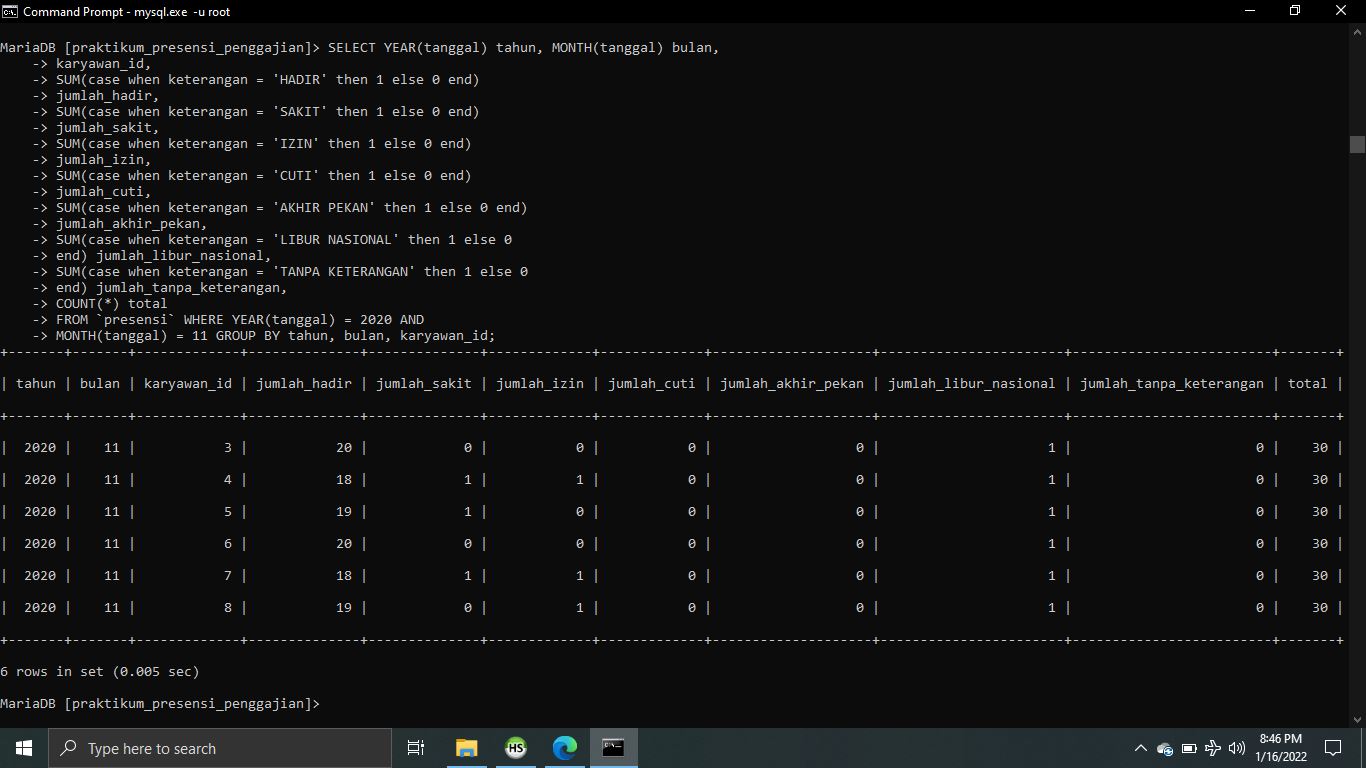 Command Prompt - mysql.exe -u root
MariaDB [praktikum_presensi_penggajian]> SELECT YEAR(tanggal) tahun, MONTH(tanggal) bulan,
-> karyawan_id,
-> SUM(case when keterangan = 'HADIR' then 1 else 0 end)
-> jumlah_hadir,
-> SUM(case when keterangan = 'SAKIT' then 1 else 0 end)
-> jumlah_sakit,
-> SUM(case when keterangan = 'IZIN' then 1 else 0 end)
-> jumlah_izin,
-> SUM(case when keterangan = 'CUTI' then 1 else 0 end)
-> jumlah_cuti,
-> SUM(case when keterangan = 'AKHIR PEKAN' then 1 else 0 end)
-> jumlah_akhir_pekan,
-> SUM(case when keterangan = 'LIBUR NASIONAL' then 1 else 0
-> end) jumlah_libur_nasional,
-> SUM(case when keterangan = 'TANPA KETERANGAN' then 1 else 0
-> end) jumlah_tanpa_keterangan,
-> COUNT(*) total
-> FROM `presensi` WHERE YEAR(tanggal) = 2020 AND
-> MONTH(tanggal) = 11 GROUP BY tahun, bulan, karyawan_id;
+-------+-------+-------------+--------------+--------------+-------------+-------------+--------------------+-----------------------+-------------------------+-------+
| tahun | bulan | karyawan_id | jumlah_hadir | jumlah_sakit | jumlah_izin | jumlah_cuti | jumlah_akhir_pekan | jumlah_libur_nasional | jumlah_tanpa_keterangan | total |
+-------+-------+-------------+--------------+--------------+-------------+-------------+--------------------+-----------------------+-------------------------+-------+
| 2020 | 11 | 3 | 20 | 0 | 0 | 0 | 0 | 1 | 0 | 30 |
| 2020 | 11 | 4 | 18 | 1 | 1 | 0 | 0 | 1 | 0 | 30 |
| 2020 | 11 | 5 | 19 | 1 | 0 | 0 | 0 | 1 | 0 | 30 |
| 2020 | 11 | 6 | 20 | 0 | 0 | 0 | 0 | 1 | 0 | 30 |
| 2020 | 11 | 7 | 18 | 1 | 1 | 0 | 0 | 1 | 0 | 30 |
| 2020 | 11 | 8 | 19 | 0 | 1 | 0 | 0 | 1 | 0 | 30 |
+-------+-------+-------------+--------------+--------------+-------------+-------------+--------------------+-----------------------+-------------------------+-------+
6 rows in set (0.005 sec)
MariaDB [praktikum_presensi_penggajian]>
Type here to search
HS
8:46 PM
1/16/2022